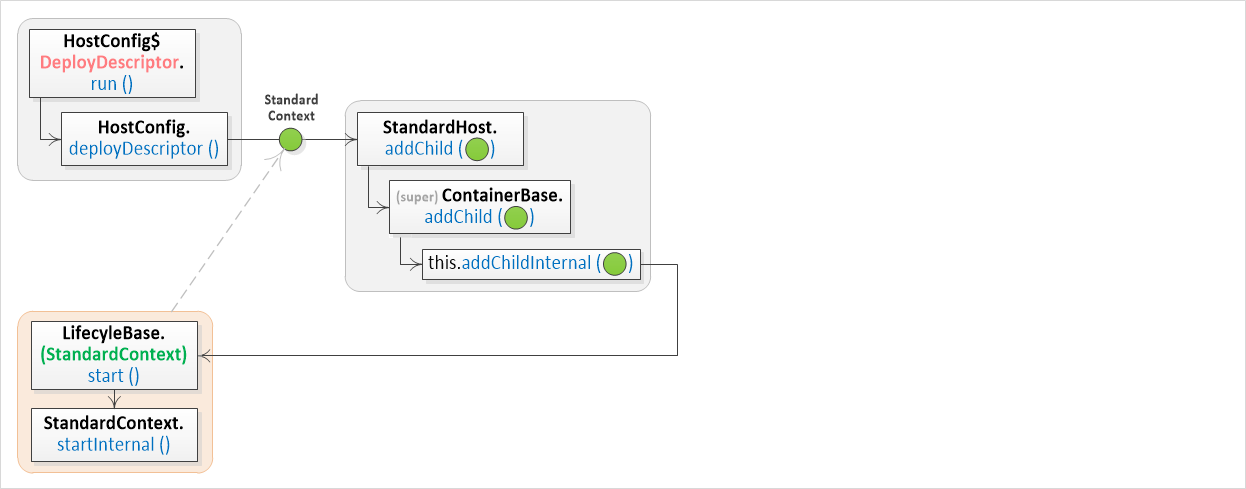 HostConfig$
DeployDescriptor.
run ()
HostConfig.
deployDescriptor ()
Standard
Context
StandardHost.
addChild ( )
(super) ContainerBase.
addChild ( )
this.addChildInternal ( )
LifecyleBase.
(StandardContext)
start ()
StandardContext.
startInternal ()